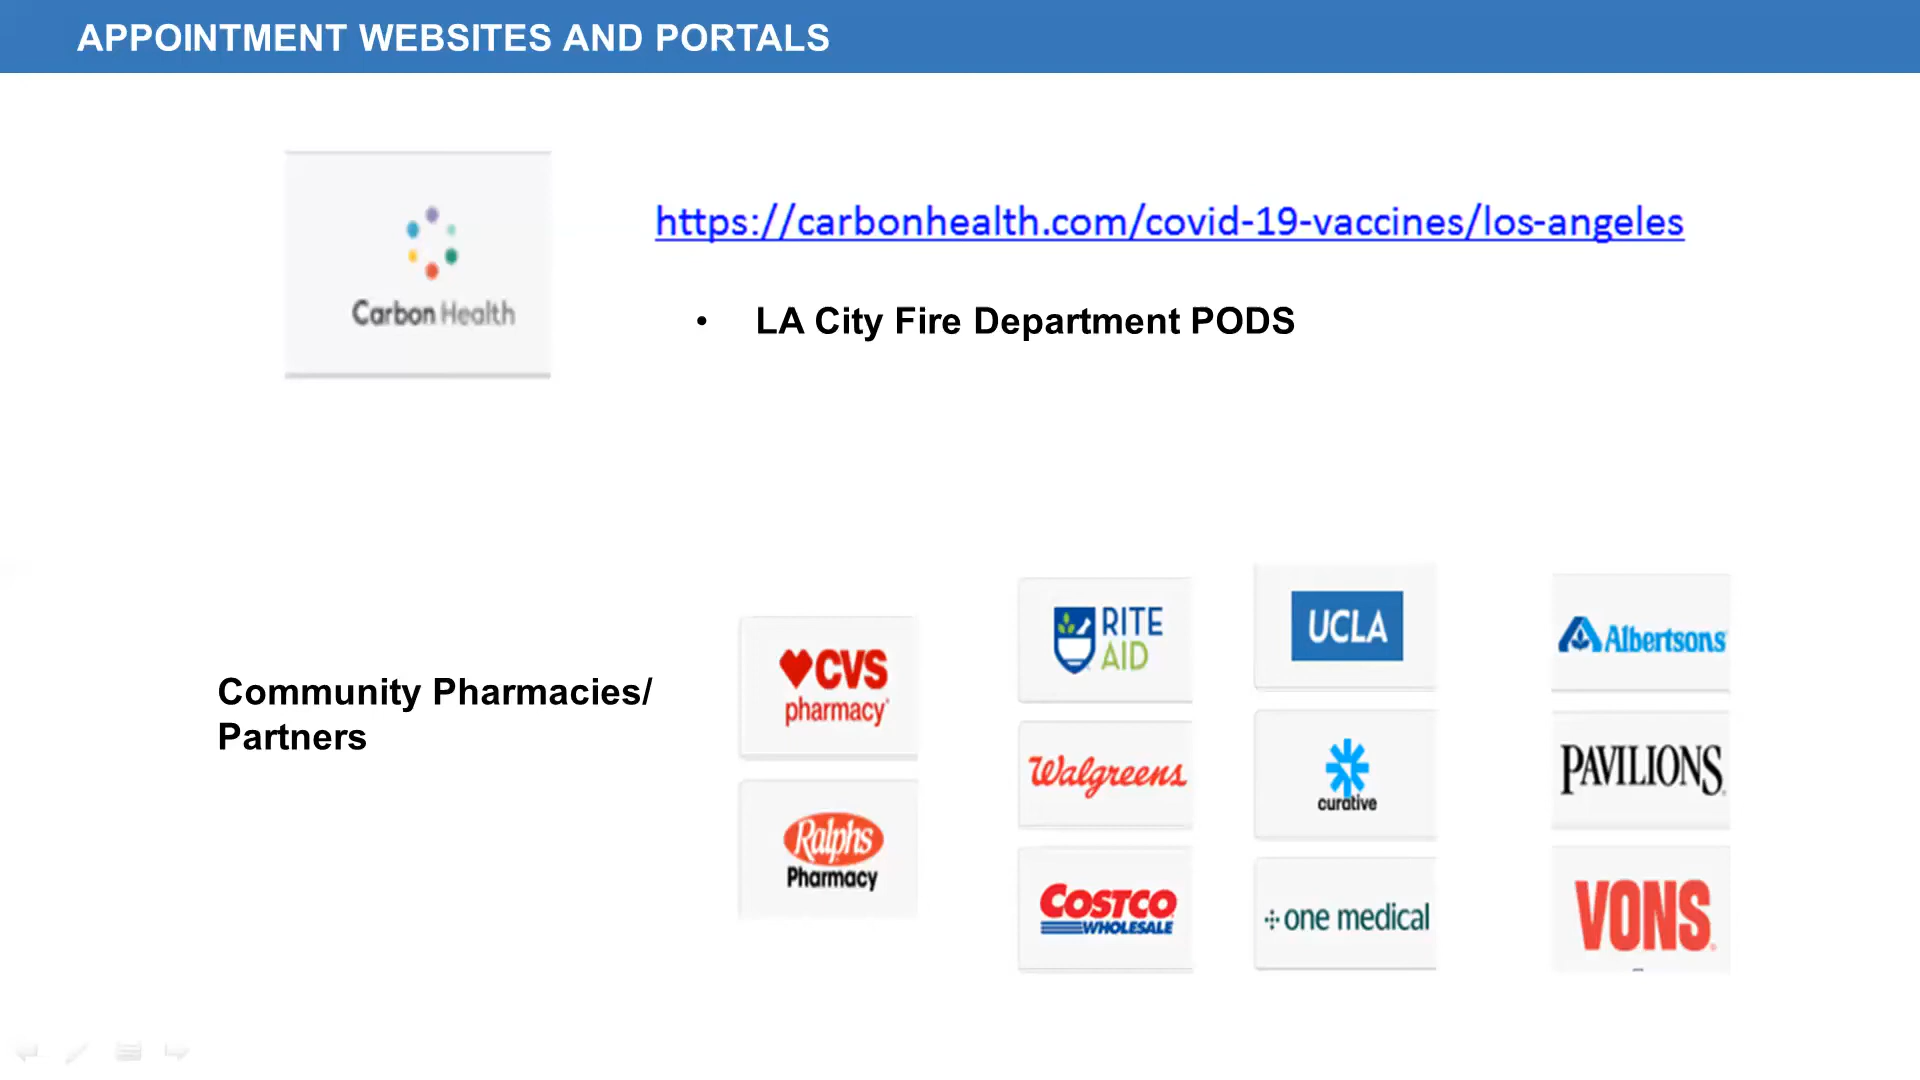 APPOINTMENT WEBSITES AND PORTALS
Carbon Health
https://carbonhealth.com/covid-19-vaccines/los-angeles
• LA City Fire Department PODS
Community Pharmacies/
Partners
CVS
pharmacy
Ralphs
Pharmacy
RITE
AID
Walgreens
COSTCO
WHOLESALE
UCLA
curative
one medical
Albertsons
PAVILIONS
VONS